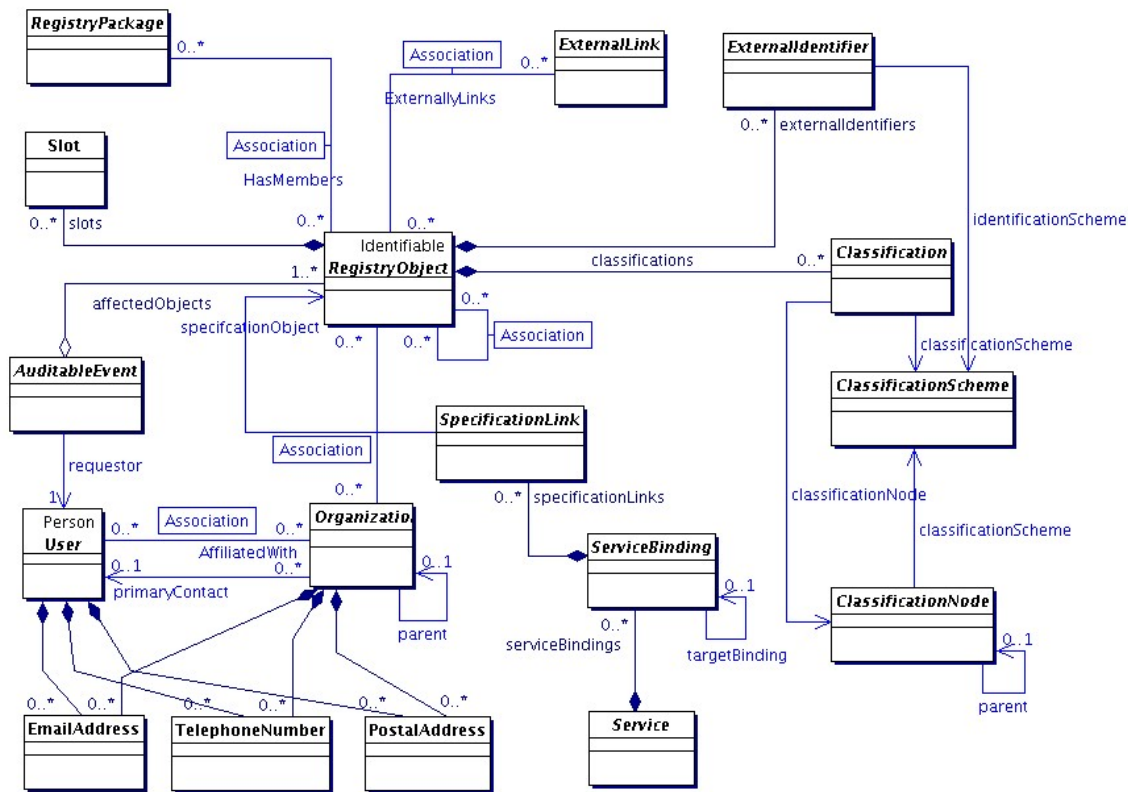 RegistryPackage
0..*
Association
ExternallyLinks
0..*
ExternalLink
ExternalIdentifier
0..*
externalIdentifiers
Slot
0..*
slots
Association
HasMembers
0..*
0..*
identificationScheme
Identifiable
RegistryObject
classifications
0..*
Classification
1..*
affectedObjects
specifcationObject
0..*
0..*
0..*
Association
classificationScheme
AuditableEvent
ClassificationScheme
SpecificationLink
Association
requestor
1
0..*
0..*
specificationLinks
classificationNode
classificationScheme
Person
User
0..*
Association
0..*
AffiliatedWith
Organization
0..1
0..*
primaryContact
0..1
parent
ServiceBinding
0..1
0..*
serviceBindings
targetBinding
ClassificationNode
0..1
parent
0..*
0..*
0..*
0..*
0..*
0..*
EmailAddress
TelephoneNumber
PostalAddress
Service